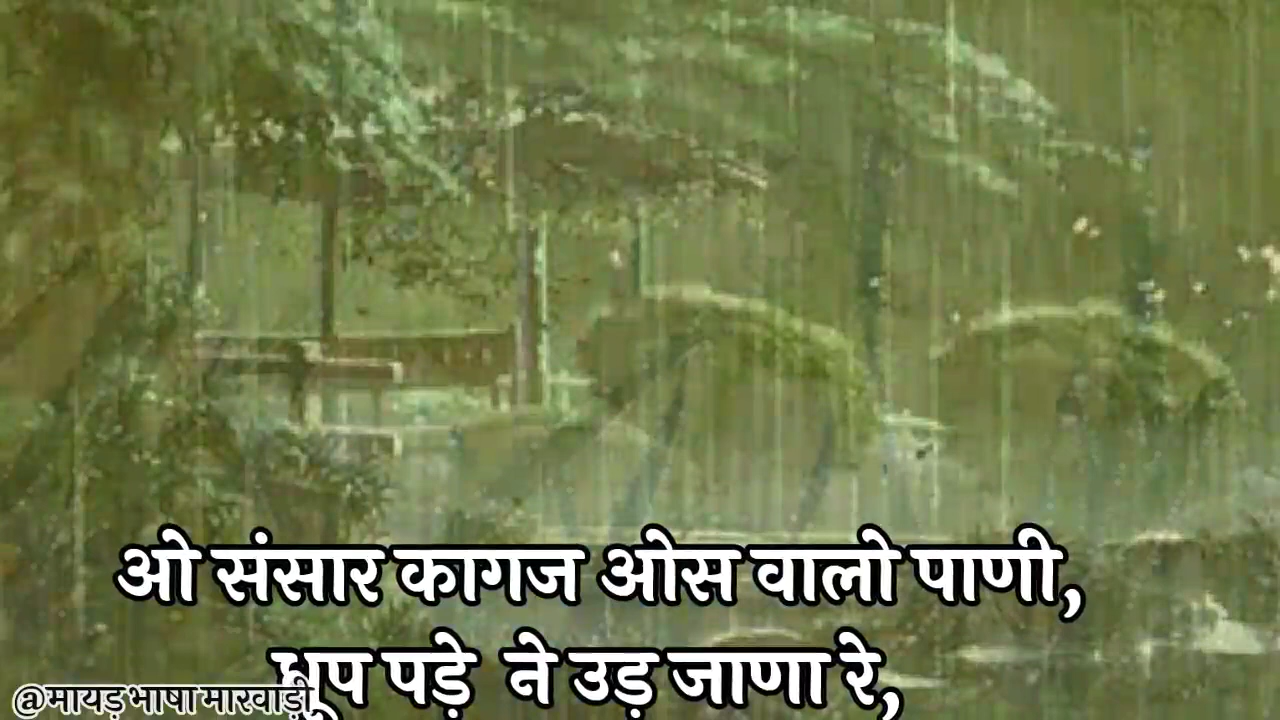 ओ संसार कागज ओस वालो पाणी,
धूप पड़े ने उड़ जाणा रे,
@मायड़ भाषा मारवाड़ी